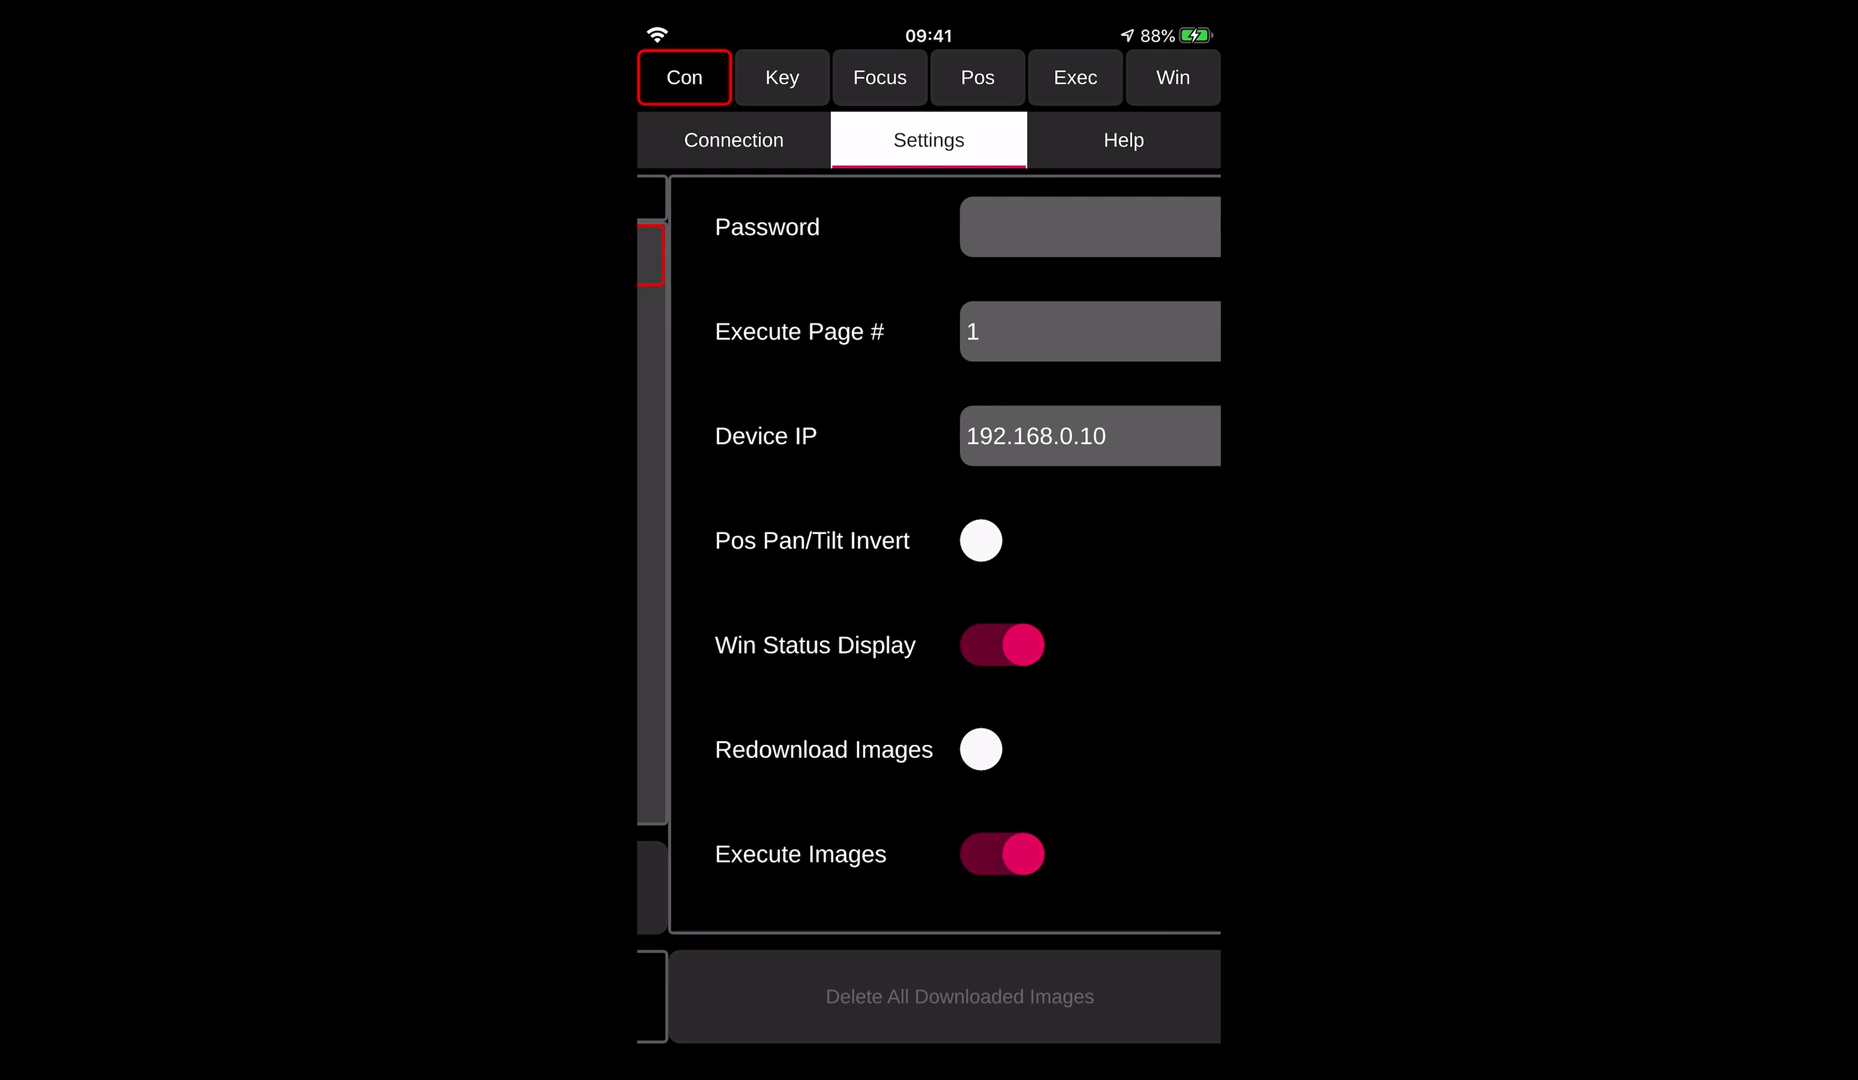 09:41
88%
Con Key Focus Pos Exec Win
Connection Settings Help
Password
Execute Page # 1
Device IP 192.168.0.10
Pos Pan/Tilt Invert
Win Status Display
Redownload Images
Execute Images
Delete All Downloaded Images